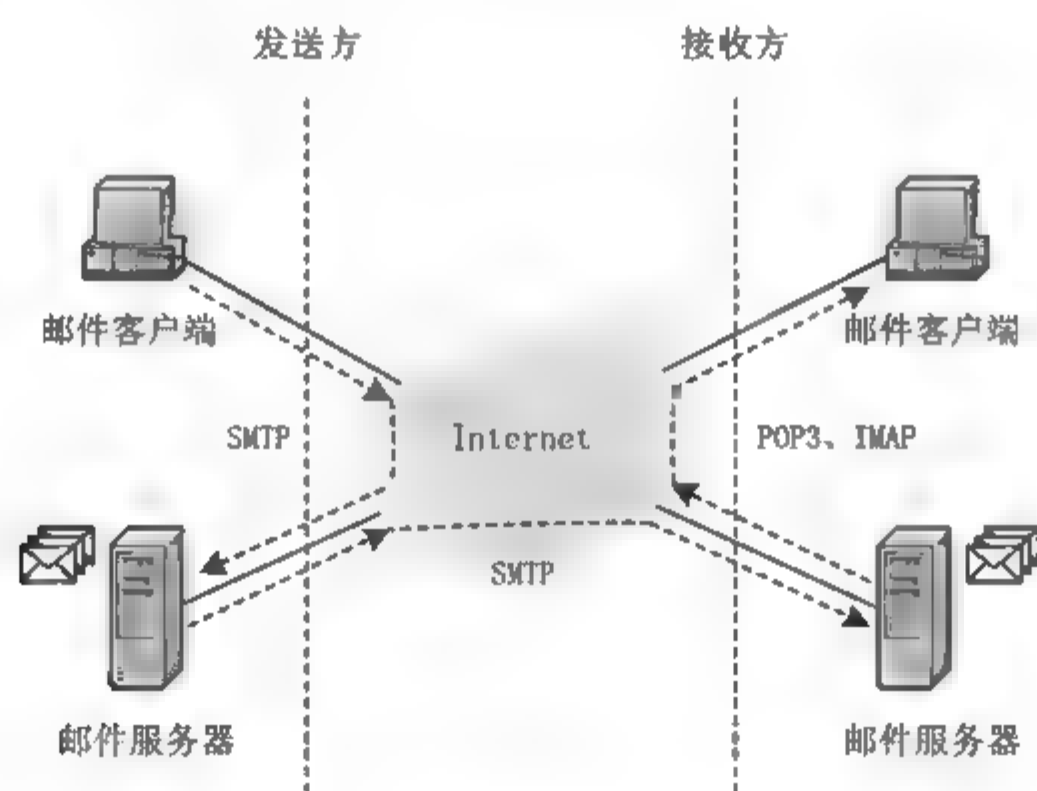 发送方
接收方
邮件客户端
邮件客户端
SMTP
Internet
POP3、IMAP
SMTP
邮件服务器
邮件服务器